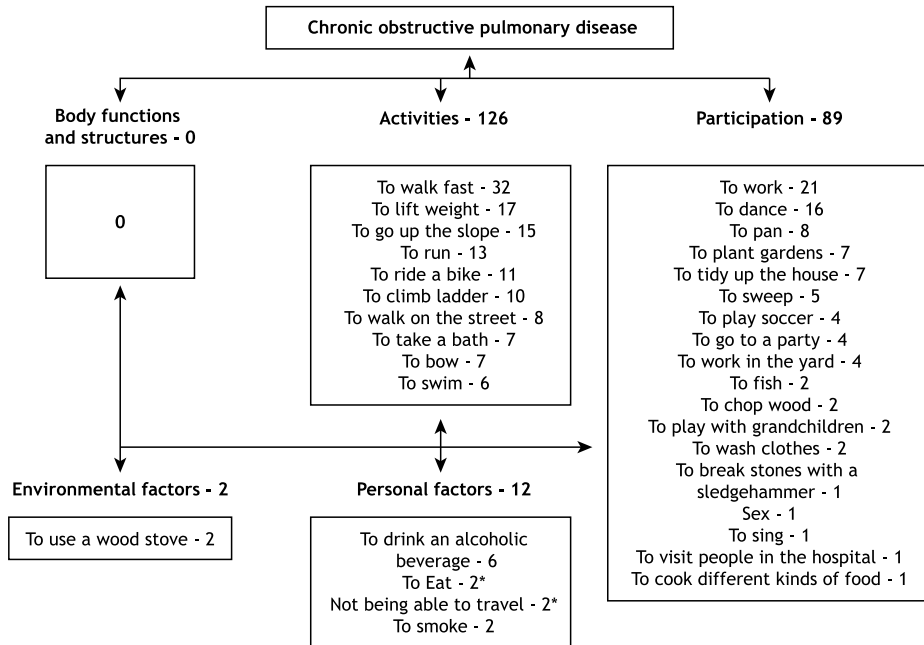 Chronic obstructive pulmonary disease
Body functions
and structures - 0
0
Activities - 126
To walk fast - 32
To lift weight - 17
To go up the slope - 15
To run - 13
To ride a bike - 11
To climb ladder - 10
To walk on the street - 8
To take a bath - 7
To bow - 7
To swim - 6
Participation - 89
To work - 21
To dance - 16
To pan - 8
To plant gardens - 7
To tidy up the house - 7
To sweep - 5
To play soccer - 4
To go to a party - 4
To work in the yard - 4
To fish - 2
To chop wood - 2
To play with grandchildren - 2
To wash clothes - 2
To break stones with a
sledgehammer - 1
Sex - 1
To sing - 1
To visit people in the hospital - 1
To cook different kinds of food - 1
Environmental factors - 2
To use a wood stove - 2
Personal factors - 12
To drink an alcoholic
beverage - 6
To Eat - 2*
Not being able to travel - 2*
To smoke - 2